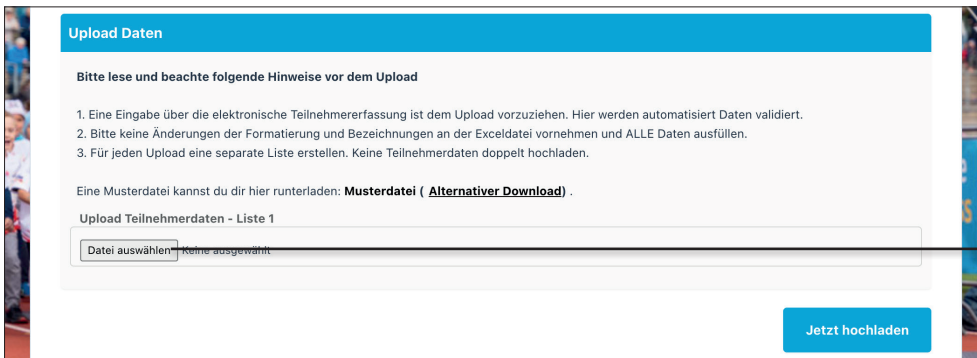 Upload Daten
Bitte lese und beachte folgende Hinweise vor dem Upload
1. Eine Eingabe über die elektronische Teilnehmererfassung ist dem Upload vorzuziehen. Hier werden automatisiert Daten validiert.
2. Bitte keine Änderungen der Formatierung und Bezeichnungen an der Exceldatei vornehmen und ALLE Daten ausfüllen.
3. Für jeden Upload eine separate Liste erstellen. Keine Teilnehmerdaten doppelt hochladen.
Eine Musterdatei kannst du dir hier runterladen: Musterdatei ( Alternativer Download) .
Upload Teilnehmerdaten - Liste 1
Datei auswählen Keine ausgewählt
Jetzt hochladen